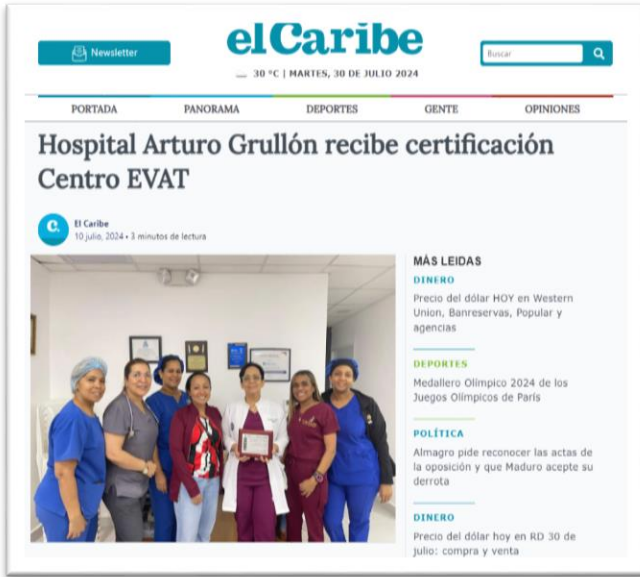 Newsletter
elCaribe
Buscar
30 °C | MARTES, 30 DE JULIO 2024
PORTADA
PANORAMA
DEPORTES
GENTE
OPINIONES
Hospital Arturo Grullón recibe certificación
Centro EVAT
El Caribe
10 julio, 2024 • 3 minutos de lectura
MÁS LEIDAS
DINERO
Precio del dólar HOY en Western
Union, Banreservas, Popular y
agencias
DEPORTES
Medallero Olímpico 2024 de los
Juegos Olímpicos de París
POLÍTICA
Almagro pide reconocer las actas de
la oposición y que Maduro acepte su
derrota
DINERO
Precio del dólar hoy en RD 30 de
julio: compra y venta